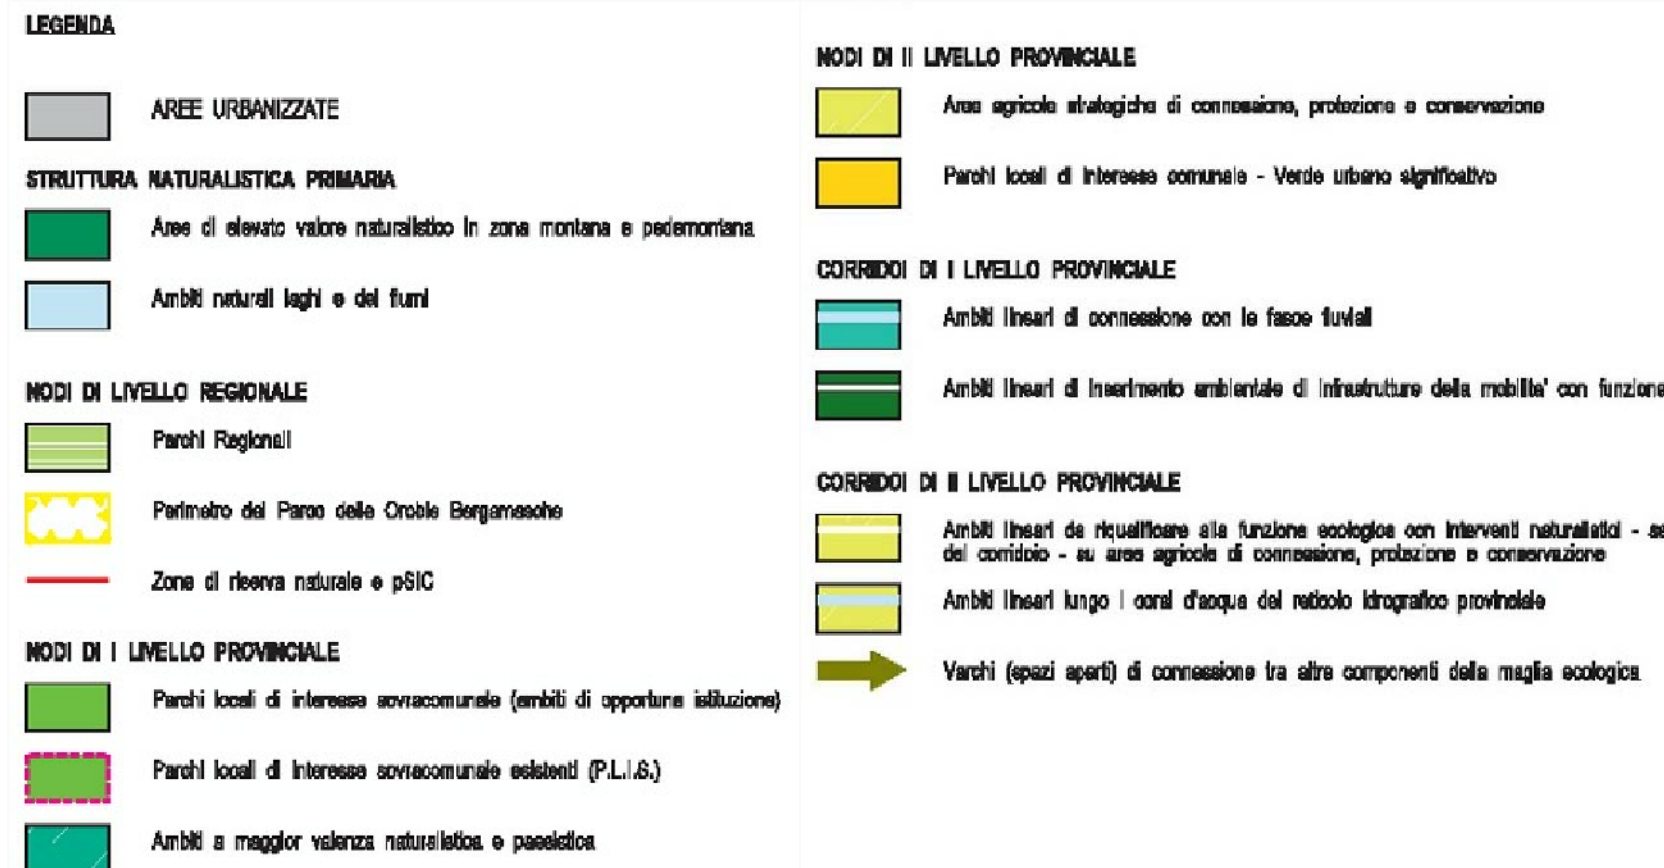 LEGENDA
AREE URBANIZZATE
STRUTTURA NATURALISTICA PRIMARIA
Aree di elevato valore naturalistico in zona montana e pedemontana
Ambiti naturali laghi e dei fiumi
NODI DI LIVELLO REGIONALE
Parchi Regionali
Perimetro del Parco delle Orobie Bergamasche
Zone di riserva naturale e pSIC
NODI DI I LIVELLO PROVINCIALE
Parchi locali di interesse sovracomunale (ambiti di opportuna istituzione)
Parchi locali di interesse sovracomunale esistenti (P.L.I.S.)
Ambiti a maggior valenza naturalistica e paesistica
NODI DI II LIVELLO PROVINCIALE
Aree agricole strategiche di connessione, protezione e conservazione
Parchi locali di interesse comunale - Verde urbano significativo
CORRIDOI DI I LIVELLO PROVINCIALE
Ambiti lineari di connessione con le fasce fluviali
Ambiti lineari di inserimento ambientale di infrastrutture della mobilita' con funzione
CORRIDOI DI II LIVELLO PROVINCIALE
Ambiti lineari da riqualificare alla funzione ecologica con interventi naturalistici -
del corridoio - su aree agricole di connessione, protezione e conservazione
Ambiti lineari lungo i corsi d'acqua del reticolo idrografico provinciale
Varchi (spazi aperti) di connessione tra altre componenti della maglia ecologica